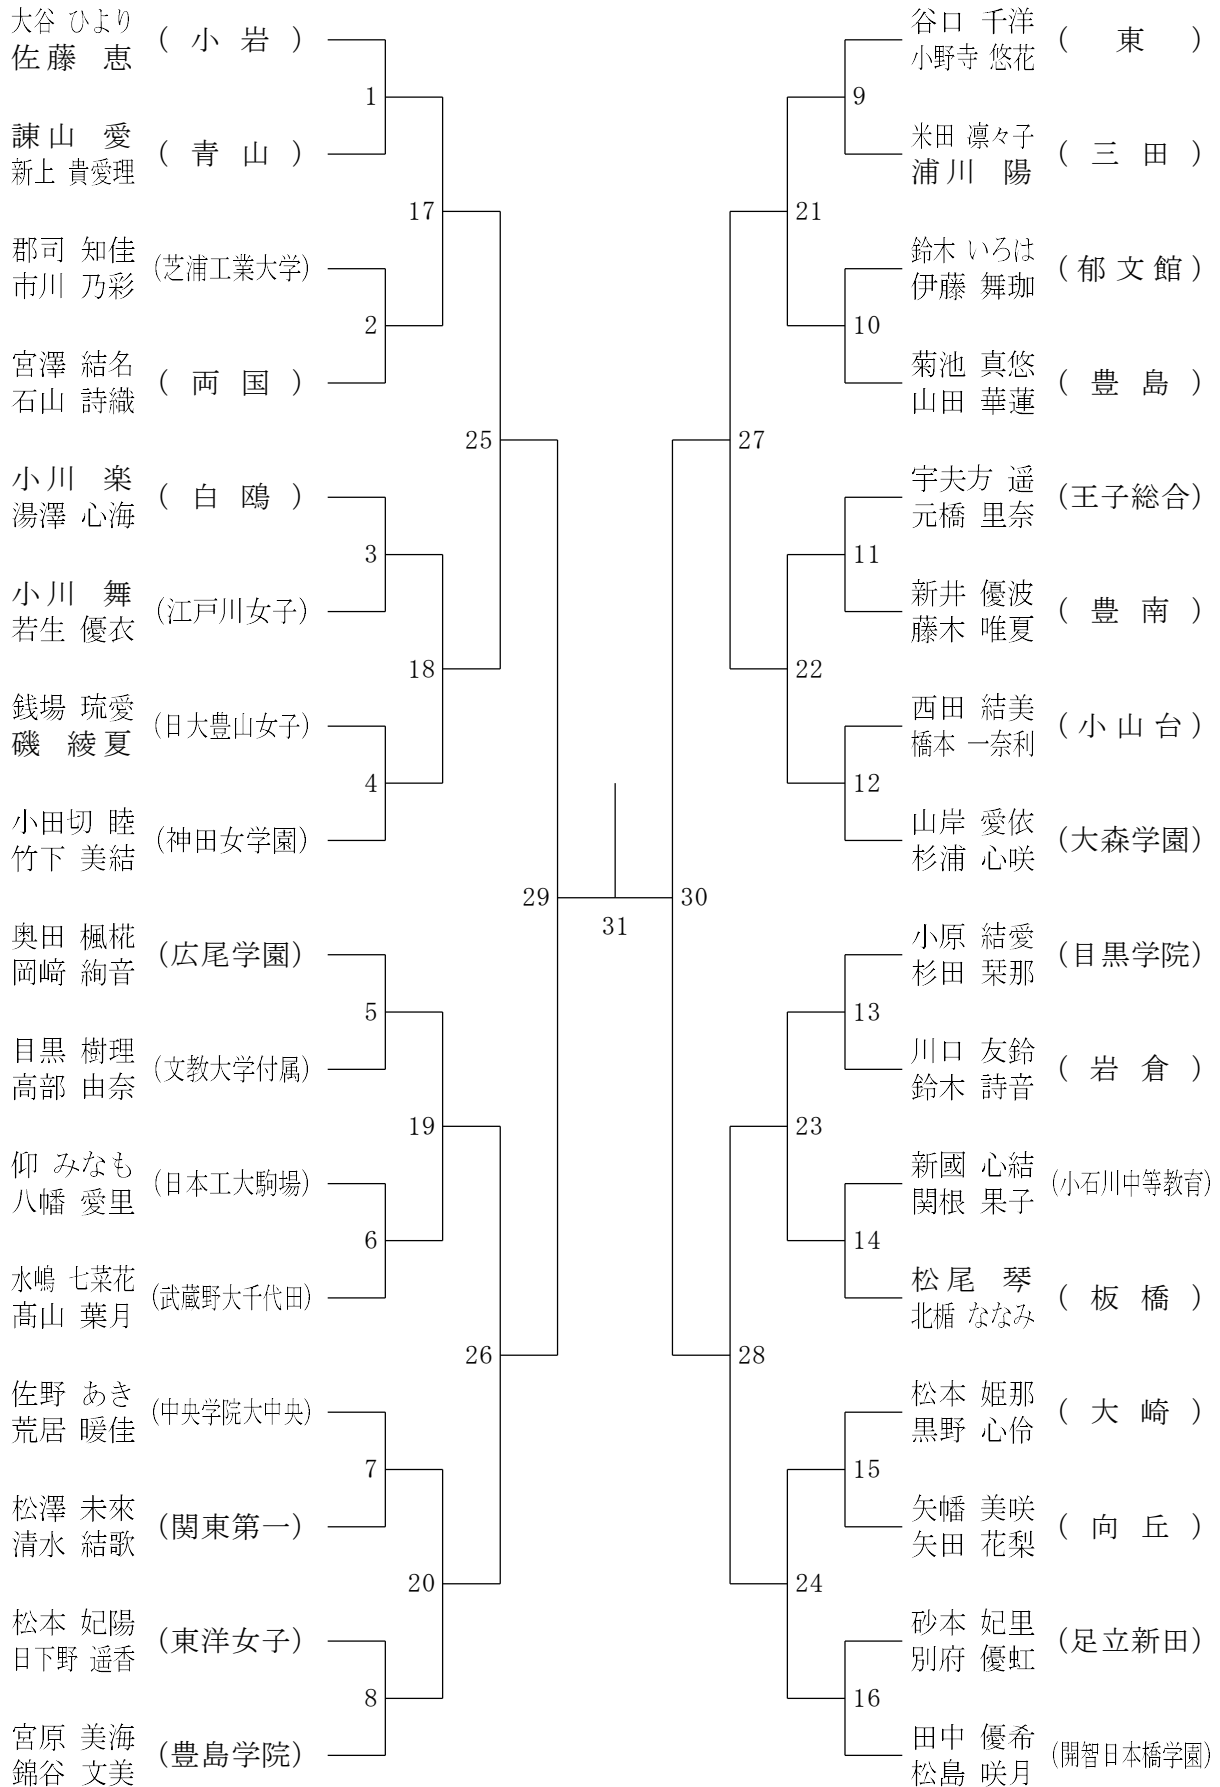 大谷 ひより
佐藤 恵
(小岩)
1
諫山 愛
新上 貴愛理
(青山)
17
郡司 知佳
市川 乃彩
(芝浦工業大学)
2
宮澤 結名
石山 詩織
(両国)
25
小川 楽
湯澤 心海
(白鴎)
3
小川 舞
若生 優衣
(江戸川女子)
18
銭場 琉愛
磯 綾夏
(日大豊山女子)
4
小田切 睦
竹下 美結
(神田女学園)
29
奥田 楓椛
岡﨑 絢音
(広尾学園)
5
目黒 樹理
高部 由奈
(文教大学付属)
19
仰 みなも
八幡 愛里
(日本工大駒場)
6
水嶋 七菜花
髙山 葉月
(武蔵野大千代田)
26
佐野 あき
荒居 暖佳
(中央学院大中央)
7
松澤 未來
清水 結歌
(関東第一)
20
松本 妃陽
日下野 遥香
(東洋女子)
8
宮原 美海
錦谷 文美
(豊島学院)
31
谷口 千洋
小野寺 悠花
(東)
9
米田 凛々子
浦川 陽
(三田)
21
鈴木 いろは
伊藤 舞珈
(郁文館)
10
菊池 真悠
山田 華蓮
(豊島)
27
宇夫方 遥
元橋 里奈
(王子総合)
11
新井 優波
藤木 唯夏
(豊南)
22
西田 結美
橋本 一奈利
(小山台)
12
山岸 愛依
杉浦 心咲
(大森学園)
30
小原 結愛
杉田 栞那
(目黒学院)
13
川口 友鈴
鈴木 詩音
(岩倉)
23
新國 心結
関根 果子
(小石川中等教育)
14
松尾 琴
北楯 ななみ
(板橋)
28
松本 姫那
黒野 心伶
(大崎)
15
矢幡 美咲
矢田 花梨
(向丘)
24
砂本 妃里
別府 優虹
(足立新田)
16
田中 優希
松島 咲月
(開智日本橋学園)